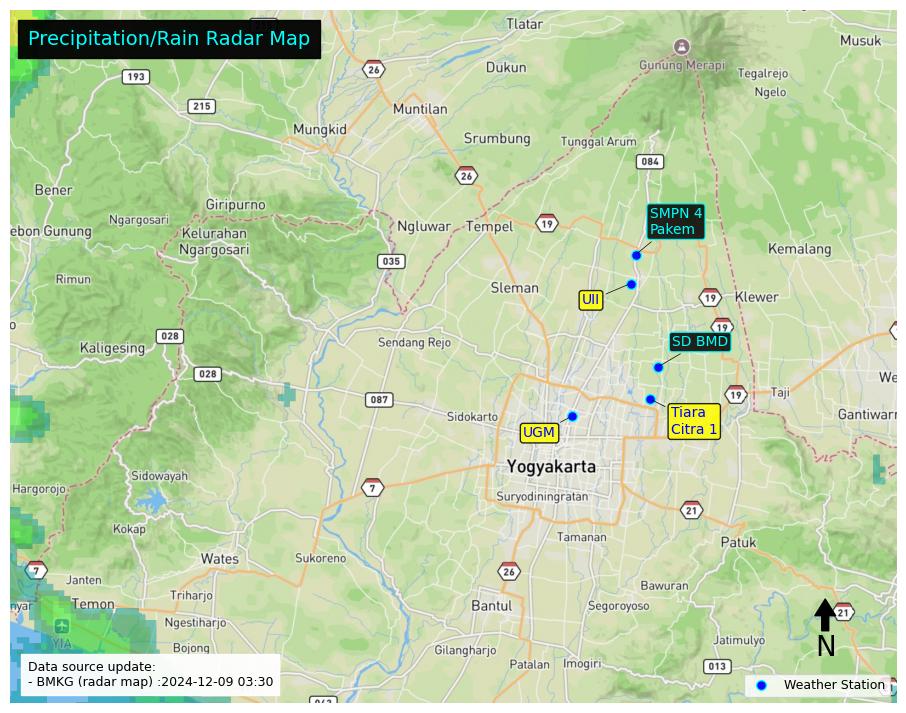 Precipitation/Rain Radar Map
Tlatar
Musuk
26
Gunung Merapi
Dukun
Tegalrejo
193
Ngelo
215
Muntilan
Mungkid
Srumbung
Tunggal Arum
084
26
Bener
Giripurno
SMPN 4
Pakem
Ngargosari
Ngluwar
Tempel
19
ebon Gunung
Kelurahan
Ngargosari
Kemalang
035
Rimun
Sleman
UII
19
Klewer
19
028
Kaligesing
Sendang Rejo
SD BMD
028
We
087
19
Taji
Sidokarto
Tiara
Citra 1
Gantiwarn
UGM
Yogyakarta
Sidowayah
Hargorojo
7
Suryodiningratan
21
Kokap
Tamanan
Patuk
Wates
Sukoreno
7
26
Janten
Bawuran
Triharjo
nyar
Temon
Bantul
Segoroyoso
21
Ngestiharjo
YIA
Jatimulyo
N
Bojong
Gilangharjo
Data source update:
- BMKG (radar map) :2024-12-09 03:30
Patalan
Imogiri
013
Weather Station